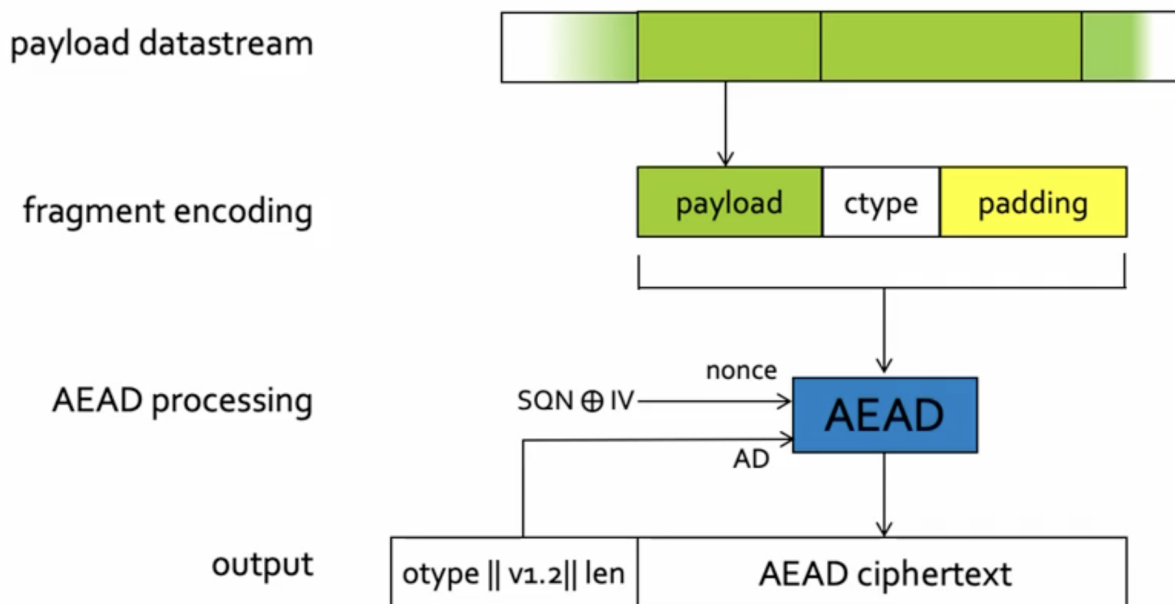 payload datastream
fragment encoding
payload
ctype
padding
AEAD processing
nonce
SQN ⊕ IV
AEAD
AD
output
otype || v1.2|| len
AEAD ciphertext